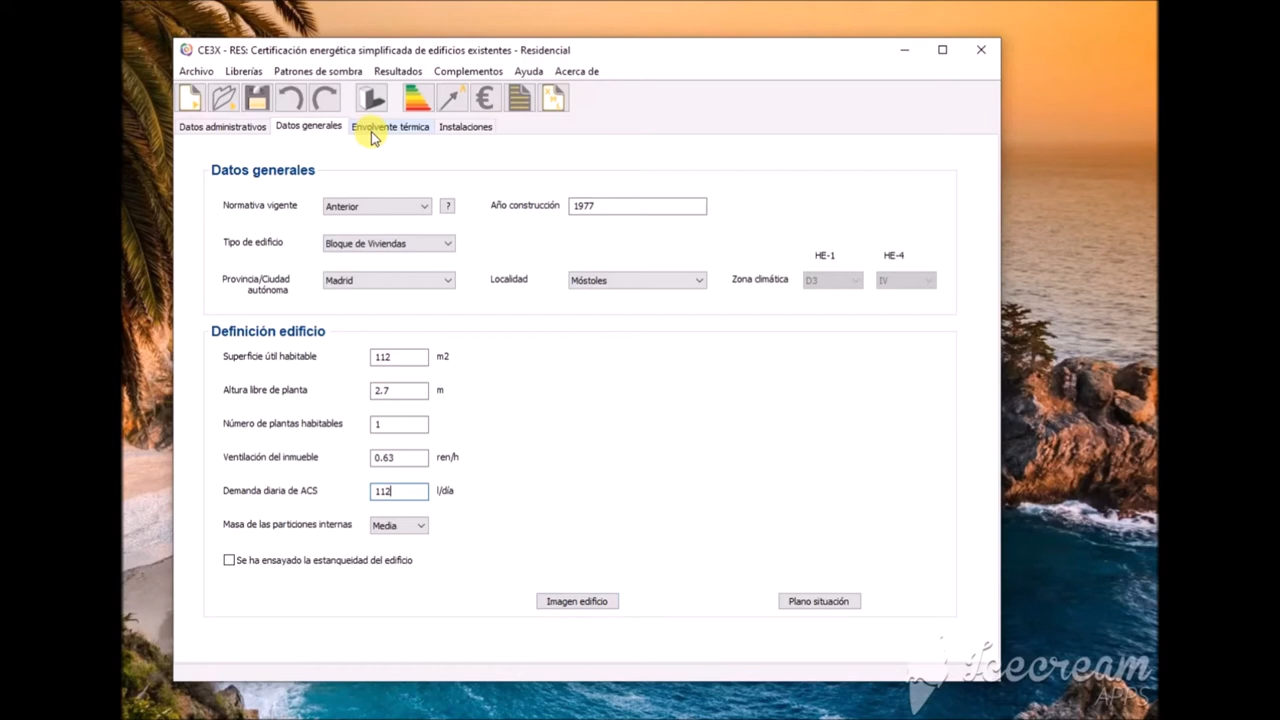 CE3X - RES: Certificación energética simplificada de edificios existentes - Residencial
Archivo Librerías Patrones de sombra Resultados Complementos Ayuda Acerca de
Datos administrativos Datos generales Envolvente térmica Instalaciones
Datos generales
Normativa vigente Anterior ? Año construcción 1977
Tipo de edificio Bloque de Viviendas
HE-1 HE-4
Provincia/Ciudad autónoma Madrid Localidad Móstoles Zona climática D3 IV
Definición edificio
Superficie útil habitable 112 m2
Altura libre de planta 2.7 m
Número de plantas habitables 1
Ventilación del inmueble 0.63 ren/h
Demanda diaria de ACS 112 l/día
Masa de las particiones internas Media
Se ha ensayado la estanqueidad del edificio
Imagen edificio Plano situación
Icecream
APPS